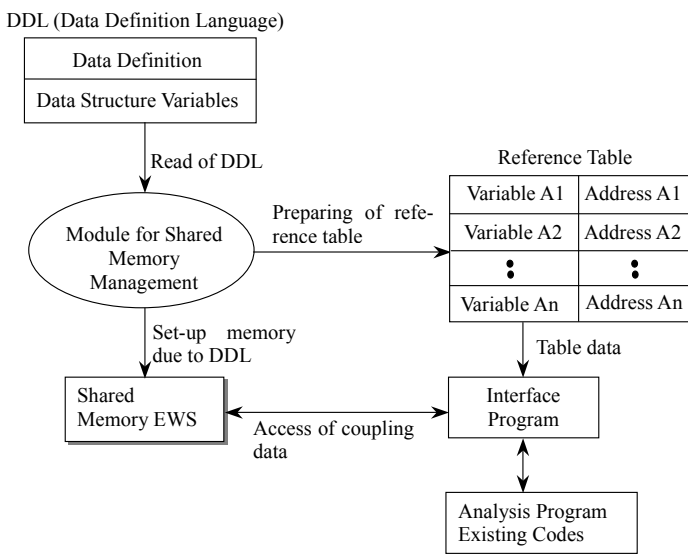 DDL (Data Definition Language)
Data Definition
Data Structure Variables
Read of DDL
Module for Shared
Memory
Management
Preparing of refe-
rence table
Reference Table
Variable A1 Address A1
Variable A2 Address A2
: :
Variable An Address An
Set-up memory
due to DDL
Table data
Shared
Memory EWS
Access of coupling
data
Interface
Program
Analysis Program
Existing Codes